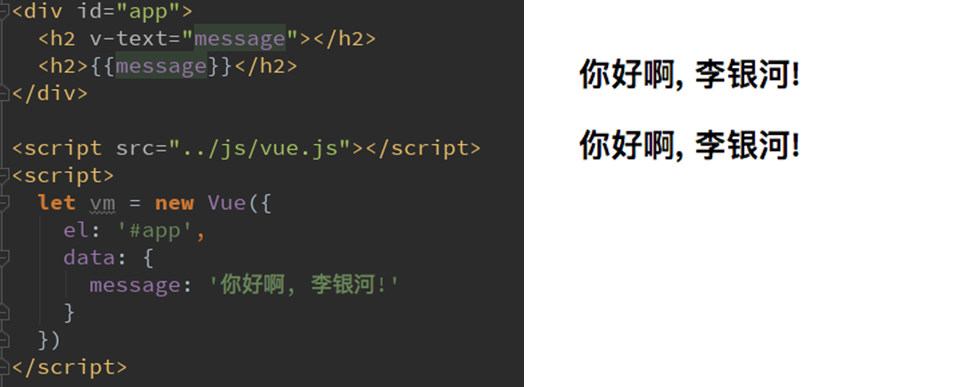 <div id="app">
  <h2 v-text="message"></h2>
  <h2>{{message}}</h2>
</div>

<script src="../js/vue.js"></script>
<script>
  let vm = new Vue({
    el: '#app',
    data: {
      message: '你好啊, 李银河!'
    }
  })
</script>
你好啊, 李银河!
你好啊, 李银河!